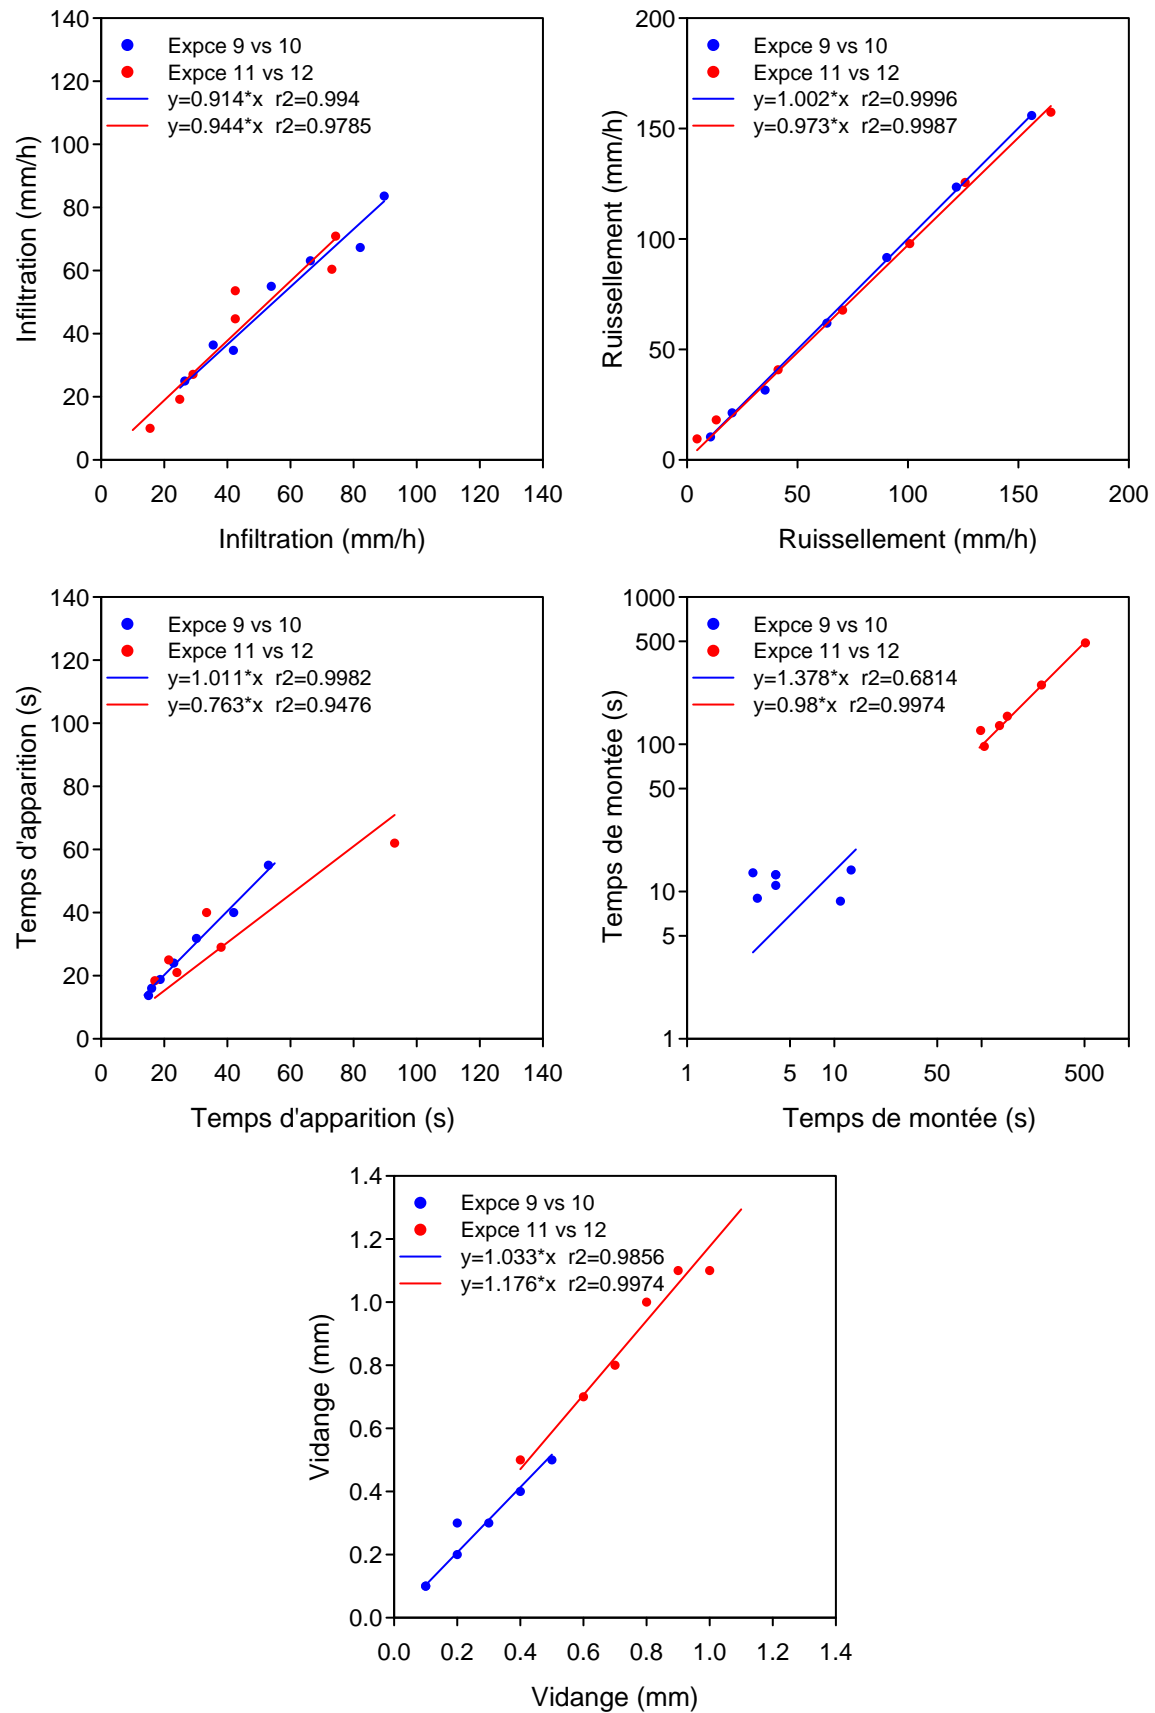 140
120
100
80
60
40
20
0
Infiltration (mm/h)
Expce 9 vs 10
Expce 11 vs 12
y=0.914*x r2=0.994
y=0.944*x r2=0.9785
0 20 40 60 80 100 120 140
Infiltration (mm/h)
200
150
100
50
0
Ruissellement (mm/h)
Expce 9 vs 10
Expce 11 vs 12
y=1.002*x r2=0.9996
y=0.973*x r2=0.9987
0 50 100 150 200
Ruissellement (mm/h)
140
120
100
80
60
40
20
0
Temps d'apparition (s)
Expce 9 vs 10
Expce 11 vs 12
y=1.011*x r2=0.9982
y=0.763*x r2=0.9476
0 20 40 60 80 100 120 140
Temps d'apparition (s)
1000
500
100
50
10
5
1
Temps de montée (s)
Expce 9 vs 10
Expce 11 vs 12
y=1.378*x r2=0.6814
y=0.98*x r2=0.9974
1 5 10 50 500
Temps de montée (s)
1.4
1.2
1.0
0.8
0.6
0.4
0.2
0.0
Vidange (mm)
Expce 9 vs 10
Expce 11 vs 12
y=1.033*x r2=0.9856
y=1.176*x r2=0.9974
0.0 0.2 0.4 0.6 0.8 1.0 1.2 1.4
Vidange (mm)